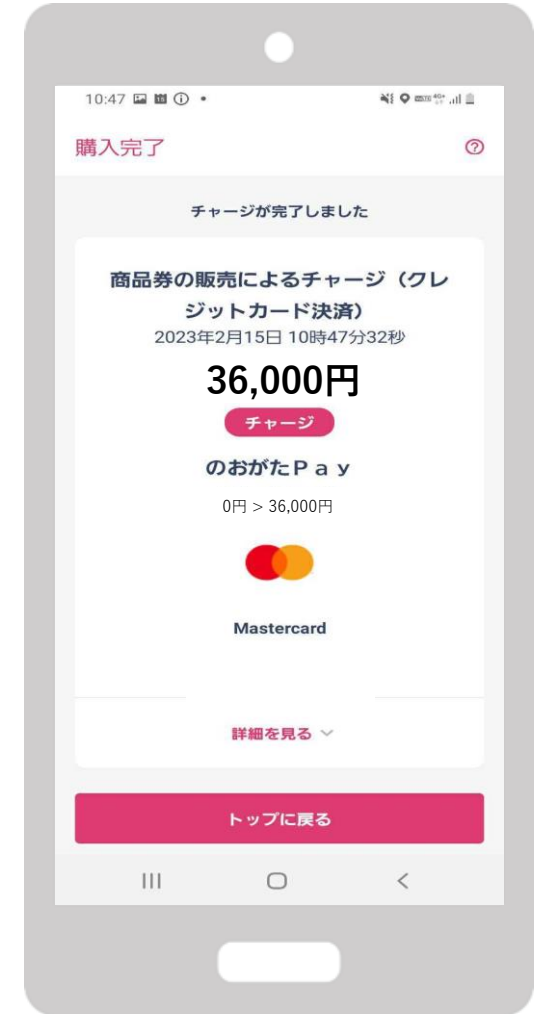 10:47
購入完了
チャージが完了しました
商品券の販売によるチャージ（クレ
ジットカード決済）
2023年2月15日 10時47分32秒
36,000円
チャージ
のおがたＰａｙ
0円 > 36,000円
Mastercard
詳細を見る
トップに戻る